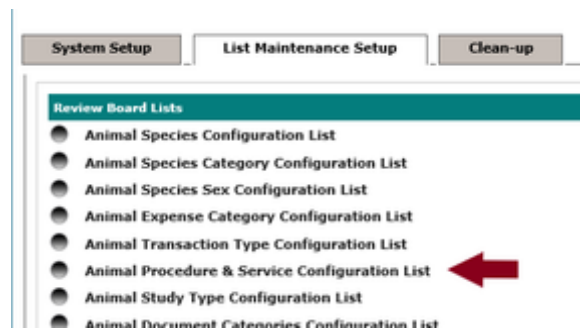 System Setup List Maintenance Setup Clean-up
Review Board Lists
Animal Species Configuration List
Animal Species Category Configuration List
Animal Species Sex Configuration List
Animal Expense Category Configuration List
Animal Transaction Type Configuration List
Animal Procedure & Service Configuration List
Animal Study Type Configuration List
Animal Document Categories Configuration List